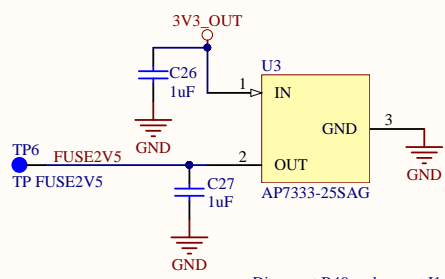 3V3_OUT
U3
C26
1uF
1
IN
GND
3
GND
GND
TP6
FUSE2V5
2
OUT
TP FUSE2V5
C27
1uF
AP7333-25SAG
GND